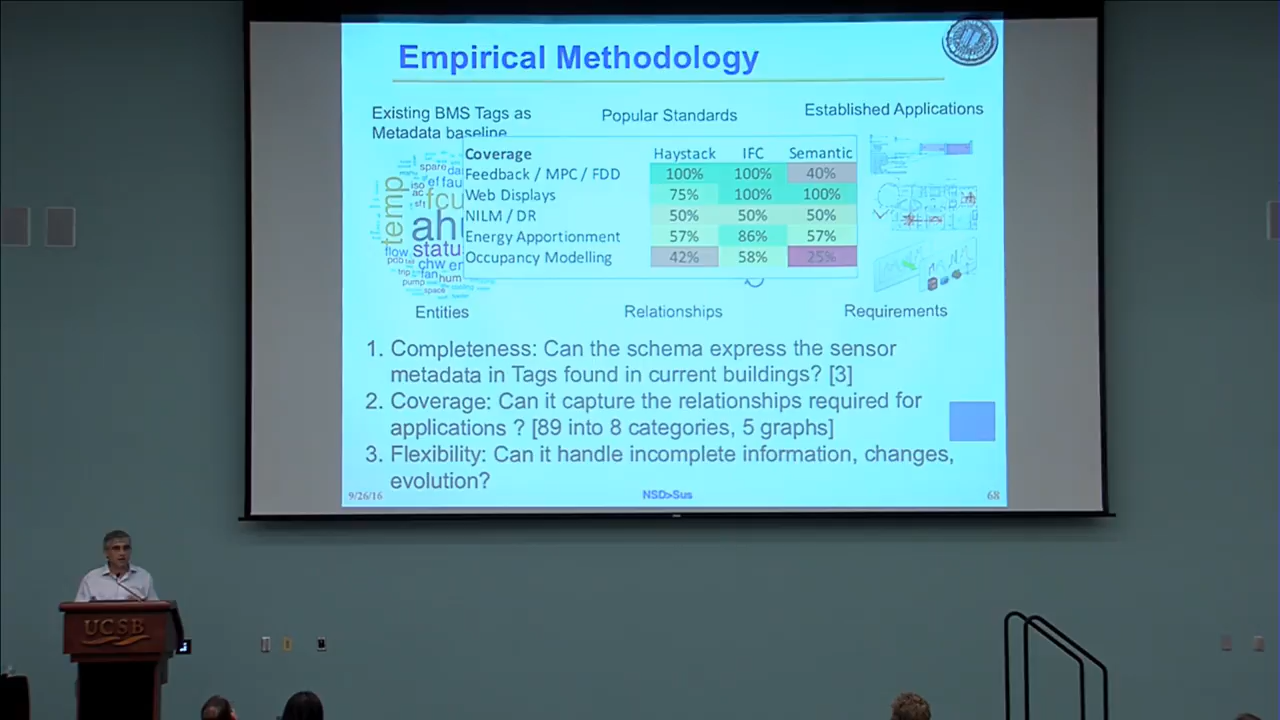 Empirical Methodology
Existing BMS Tags as
Metadata baseline
Popular Standards
Established Applications
Coverage Haystack IFC Semantic
Feedback / MPC / FDD 100% 100% 40%
Web Displays 75% 100% 100%
NILM / DR 50% 50% 50%
Energy Apportionment 57% 86% 57%
Occupancy Modelling 42% 58% 25%
spare
temp
fcu
statu
flow
chw
fan
hum
pump
trip
space
Entities
Relationships
Requirements
1. Completeness: Can the schema express the sensor
metadata in Tags found in current buildings? [3]
2. Coverage: Can it capture the relationships required for
applications ? [89 into 8 categories, 5 graphs]
3. Flexibility: Can it handle incomplete information, changes,
evolution?
9/26/16
NSD>Sus
68
UCSB